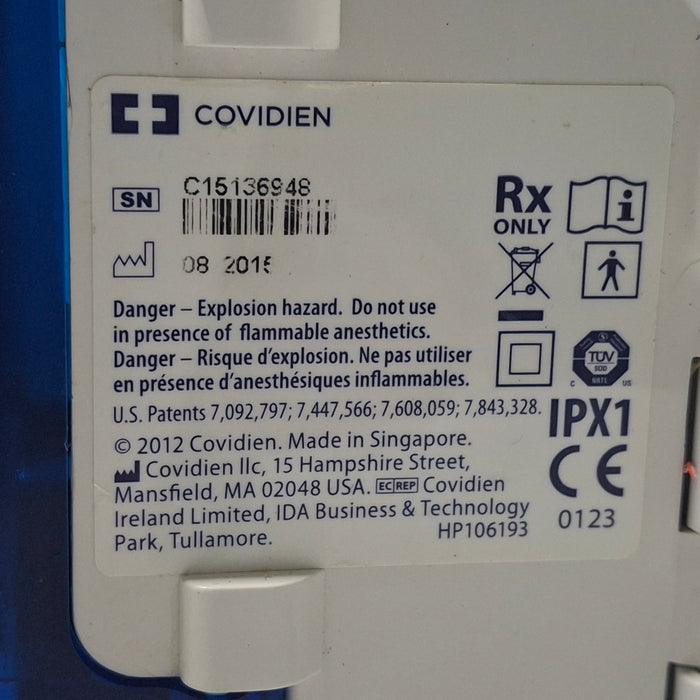 COVIDIEN
SN
C15136948
08 2015
Rx
ONLY
i
Danger – Explosion hazard. Do not use
in presence of flammable anesthetics.
Danger – Risque d'explosion. Ne pas utiliser
en présence d'anesthésiques inflammables.
TÜV
SÜD
NRTL
C US
U.S. Patents 7,092,797; 7,447,566; 7,608,059; 7,843,328.
© 2012 Covidien. Made in Singapore.
Covidien llc, 15 Hampshire Street,
Mansfield, MA 02048 USA. EC REP Covidien
Ireland Limited, IDA Business & Technology
Park, Tullamore.
HP106193
IPX1
CE
0123